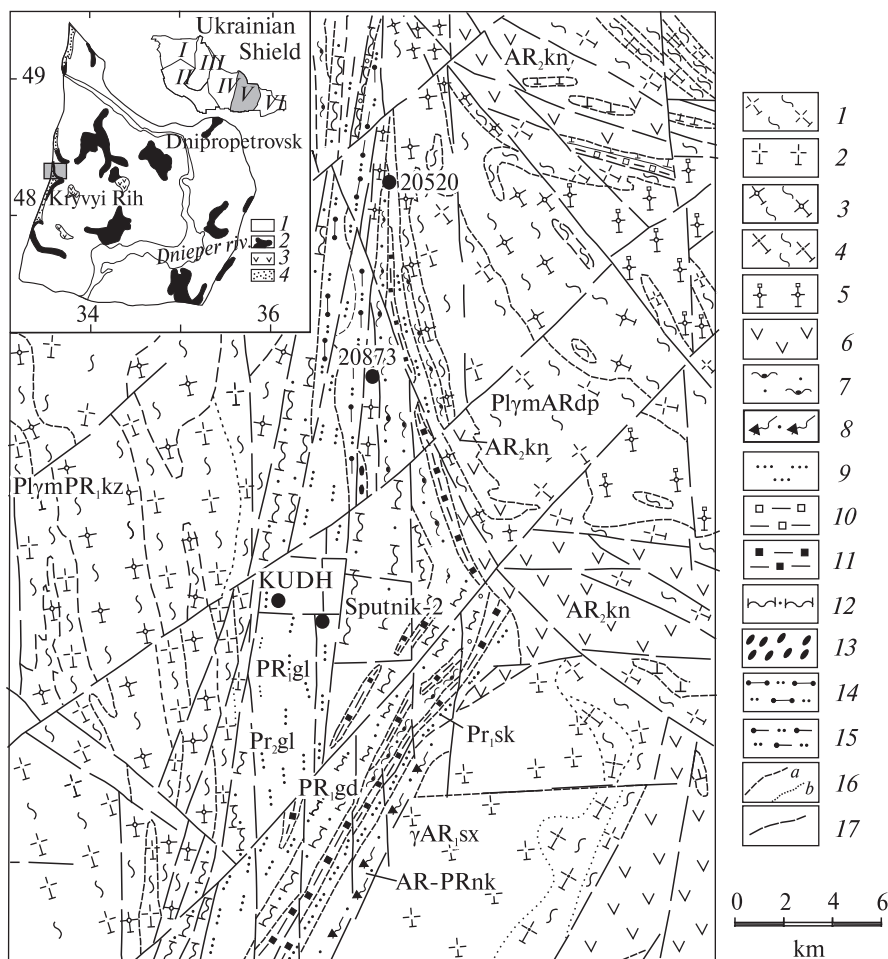 Ukrainian
Shield
I
II
III
IV
V
VI
49
Dnipropetrovsk
48
Kryvyi Rih
Dnieper riv.
1
2
3
4
34
36
AR2kn
20520
20873
PlγmARdp
AR2kn
PlγmPR1kz
KUDH
Sputnik-2
AR2kn
PR1gl
Pr2gl
Pr1sk
PR1gd
γAR1sx
AR-PRnk
1
2
3
4
5
6
7
8
9
10
11
12
13
14
15
a
b
16
17
0 2 4 6
km